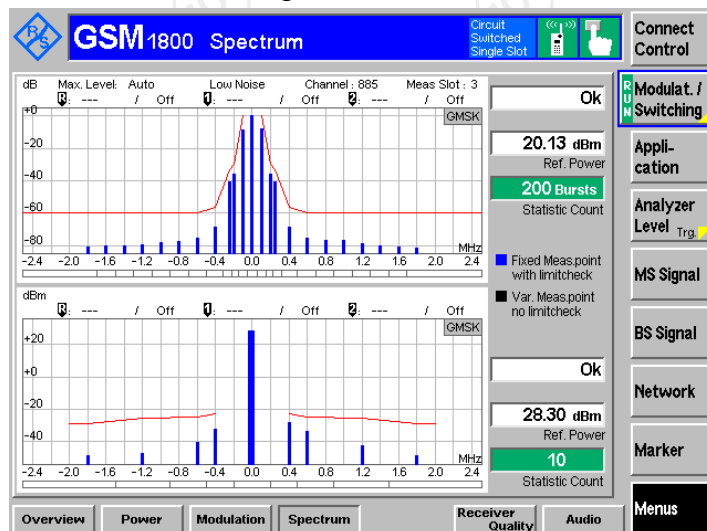 R/S
GSM 1800 Spectrum
Circuit
Switched
Single Slot
Connect
Control
dB Max. Level: Auto Low Noise Channel : 885 Meas Slot : 3
R: --- / Off 1: --- / Off 2: --- / Off
GMSK
+0
-20
-40
-60
-80
MHz
-2.4 -2.0 -1.6 -1.2 -0.8 -0.4 0.0 0.4 0.8 1.2 1.6 2.0 2.4
Ok
20.13 dBm
Ref. Power
200 Bursts
Statistic Count
Fixed Meas.point
with limitcheck
Var. Meas.point
no limitcheck
dBm
R: --- / Off 1: --- / Off 2: --- / Off
GMSK
+20
+0
-20
-40
MHz
-2.4 -2.0 -1.6 -1.2 -0.8 -0.4 0.0 0.4 0.8 1.2 1.6 2.0 2.4
Ok
28.30 dBm
Ref. Power
10
Statistic Count
RUN
Modulat. /
Switching
Appli-
cation
Analyzer
Level Trg.
MS Signal
BS Signal
Network
Marker
Menus
Overview Power Modulation Spectrum Receiver
Quality Audio